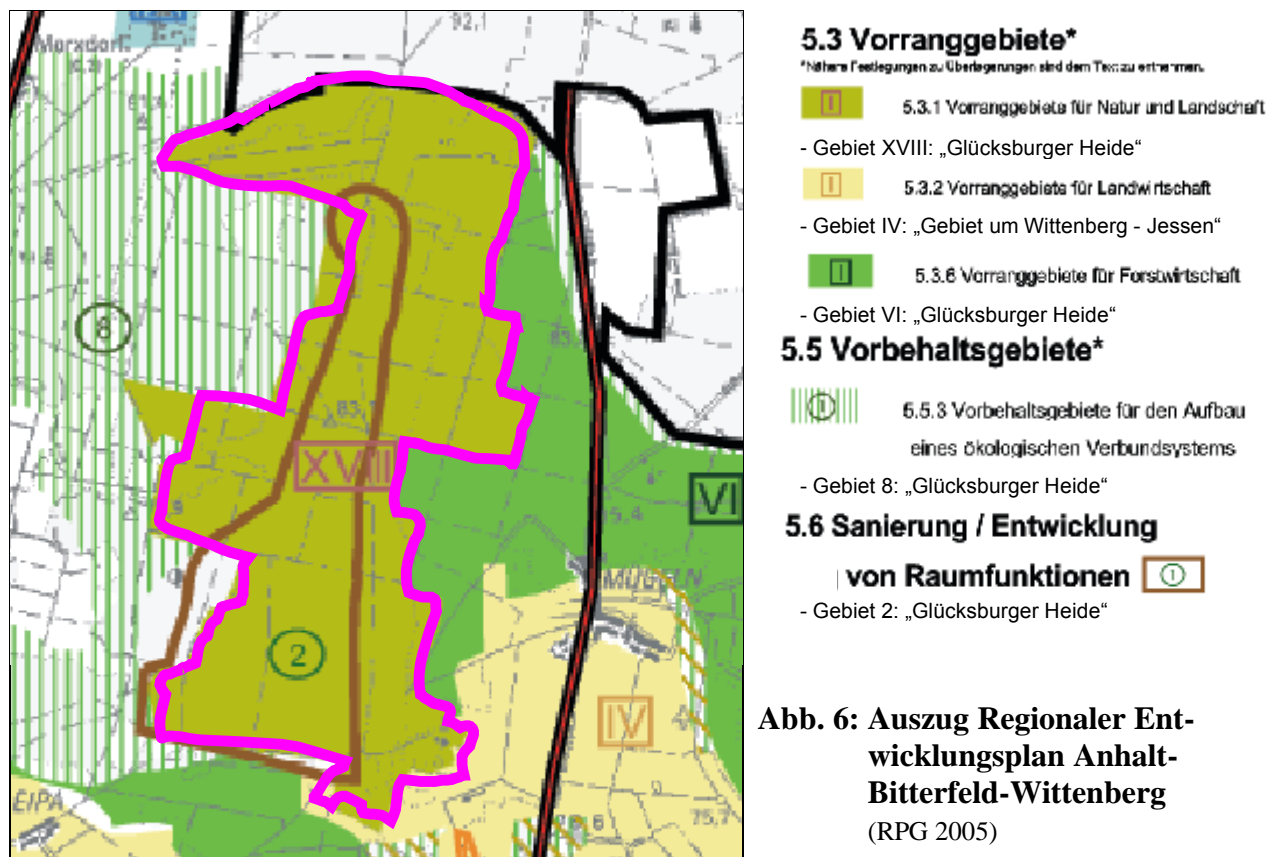 Marxdorf
92,1
8
83,
XVIII
VI
MÜGELN
2
IV
EIPA
75,7
5.3 Vorranggebiete*
*Nähere Festlegungen zu Überlagerungen sind dem Text zu entnehmen.
I 5.3.1 Vorranggebiete für Natur und Landschaft
- Gebiet XVIII: „Glücksburger Heide“
I 5.3.2 Vorranggebiete für Landwirtschaft
- Gebiet IV: „Gebiet um Wittenberg - Jessen“
I 5.3.6 Vorranggebiete für Forstwirtschaft
- Gebiet VI: „Glücksburger Heide“
5.5 Vorbehaltsgebiete*
I 5.5.3 Vorbehaltsgebiete für den Aufbau
eines ökologischen Verbundsystems
- Gebiet 8: „Glücksburger Heide“
5.6 Sanierung / Entwicklung
von Raumfunktionen I
- Gebiet 2: „Glücksburger Heide“
Abb. 6: Auszug Regionaler Ent-
wicklungsplan Anhalt-
Bitterfeld-Wittenberg
(RPG 2005)